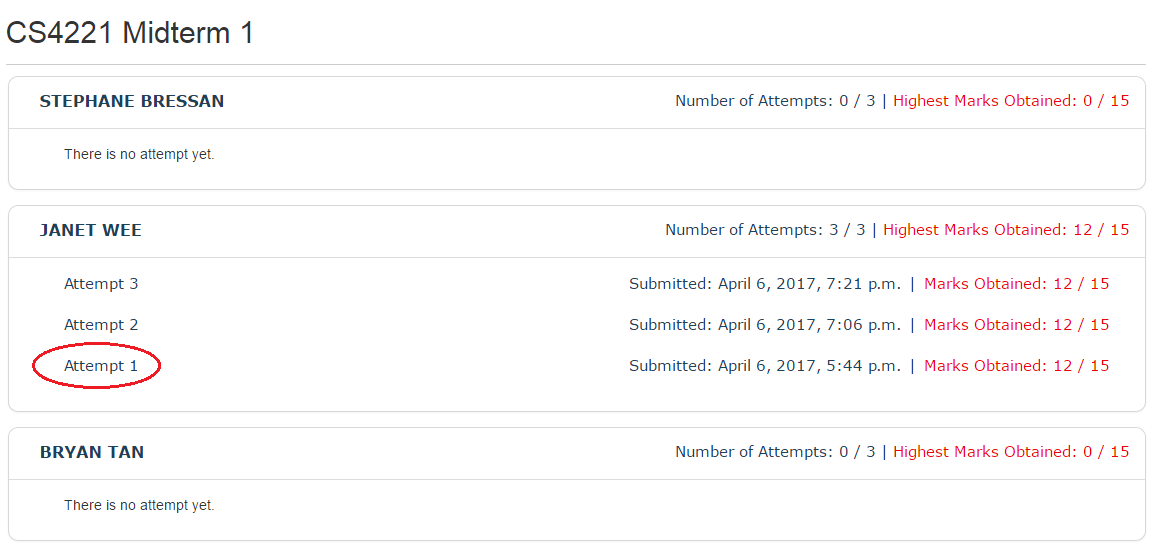 CS4221 Midterm 1
STEPHANE BRESSAN Number of Attempts: 0 / 3 | Highest Marks Obtained: 0 / 15
There is no attempt yet.
JANET WEE Number of Attempts: 3 / 3 | Highest Marks Obtained: 12 / 15
Attempt 3 Submitted: April 6, 2017, 7:21 p.m. | Marks Obtained: 12 / 15
Attempt 2 Submitted: April 6, 2017, 7:06 p.m. | Marks Obtained: 12 / 15
Attempt 1 Submitted: April 6, 2017, 5:44 p.m. | Marks Obtained: 12 / 15
BRYAN TAN Number of Attempts: 0 / 3 | Highest Marks Obtained: 0 / 15
There is no attempt yet.